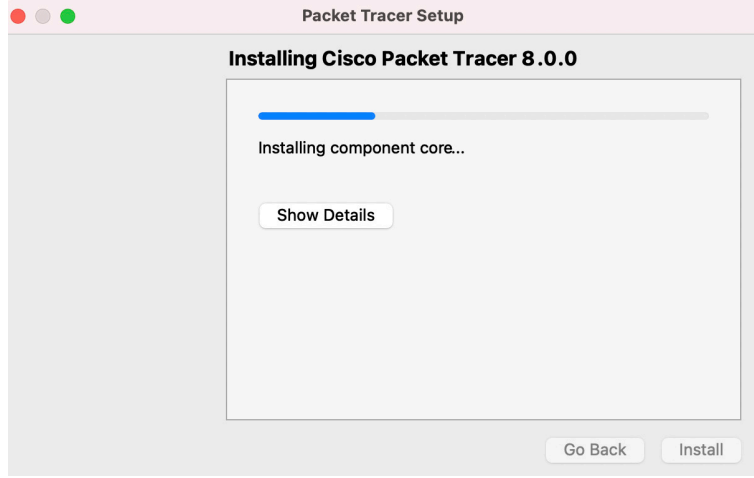 Packet Tracer Setup
Installing Cisco Packet Tracer 8.0.0
Installing component core...
Show Details
Go Back Install